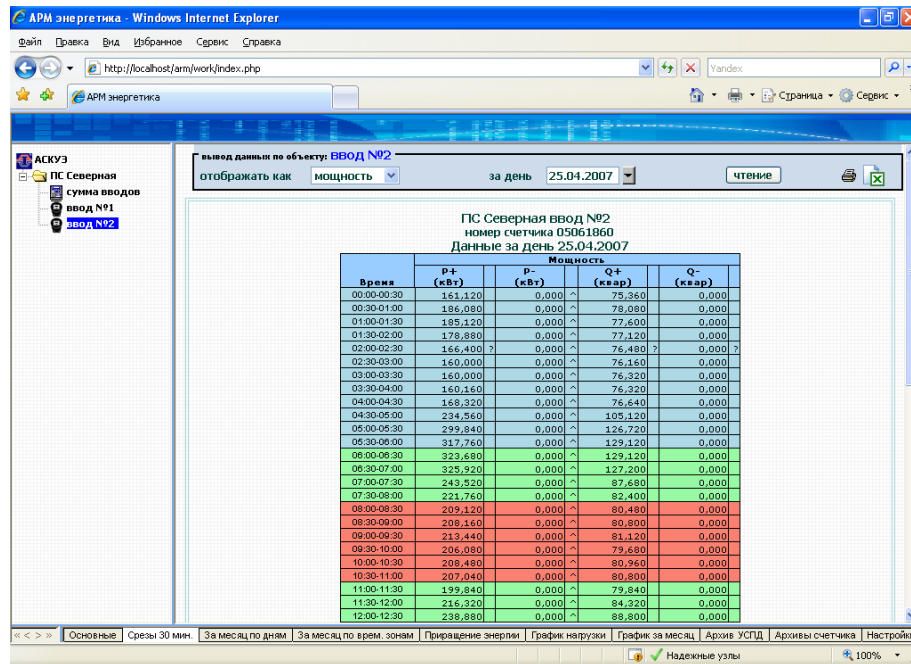 АРМ энергетика - Windows Internet Explorer
Файл Правка Вид Избранное Сервис Справка
http://localhost/arm/work/index.php Yandex
АРМ энергетика Страница Сервис
АСКУЭ
ПС Северная
сумма вводов
ввод №1
ввод №2
вывод данных по объекту: ВВОД №2
отображать как мощность за день 25.04.2007 чтение
ПС Северная ввод №2
номер счетчика 05061860
Данные за день 25.04.2007
Мощность
Время P+ (кВт) P- (кВт) Q+ (квар) Q- (квар)
00:00-00:30 161,120 0,000 ^ 75,360 0,000
00:30-01:00 186,080 0,000 ^ 78,080 0,000
01:00-01:30 185,120 0,000 ^ 77,600 0,000
01:30-02:00 178,880 0,000 ^ 77,120 0,000
02:00-02:30 166,400 ? 0,000 ^ 76,480 ? 0,000 ?
02:30-03:00 160,000 0,000 ^ 76,160 0,000
03:00-03:30 160,000 0,000 ^ 76,320 0,000
03:30-04:00 160,160 0,000 ^ 76,320 0,000
04:00-04:30 168,320 0,000 ^ 76,640 0,000
04:30-05:00 234,560 0,000 ^ 105,120 0,000
05:00-05:30 299,840 0,000 ^ 126,720 0,000
05:30-06:00 317,760 0,000 ^ 129,120 0,000
06:00-06:30 323,680 0,000 ^ 129,120 0,000
06:30-07:00 325,920 0,000 ^ 127,200 0,000
07:00-07:30 243,520 0,000 ^ 87,680 0,000
07:30-08:00 221,760 0,000 ^ 82,400 0,000
08:00-08:30 209,120 0,000 ^ 80,480 0,000
08:30-09:00 208,160 0,000 ^ 80,800 0,000
09:00-09:30 213,440 0,000 ^ 81,120 0,000
09:30-10:00 206,080 0,000 ^ 79,680 0,000
10:00-10:30 208,480 0,000 ^ 80,960 0,000
10:30-11:00 207,040 0,000 ^ 80,800 0,000
11:00-11:30 199,840 0,000 ^ 79,840 0,000
11:30-12:00 216,320 0,000 ^ 84,320 0,000
12:00-12:30 238,880 0,000 ^ 88,800 0,000
« < > » Основные Срезы 30 мин. За месяц по дням За месяц по врем. зонам Приращение энергии График нагрузки График за месяц Архив УСПД Архивы счетчика Настройк
Надежные узлы 100%